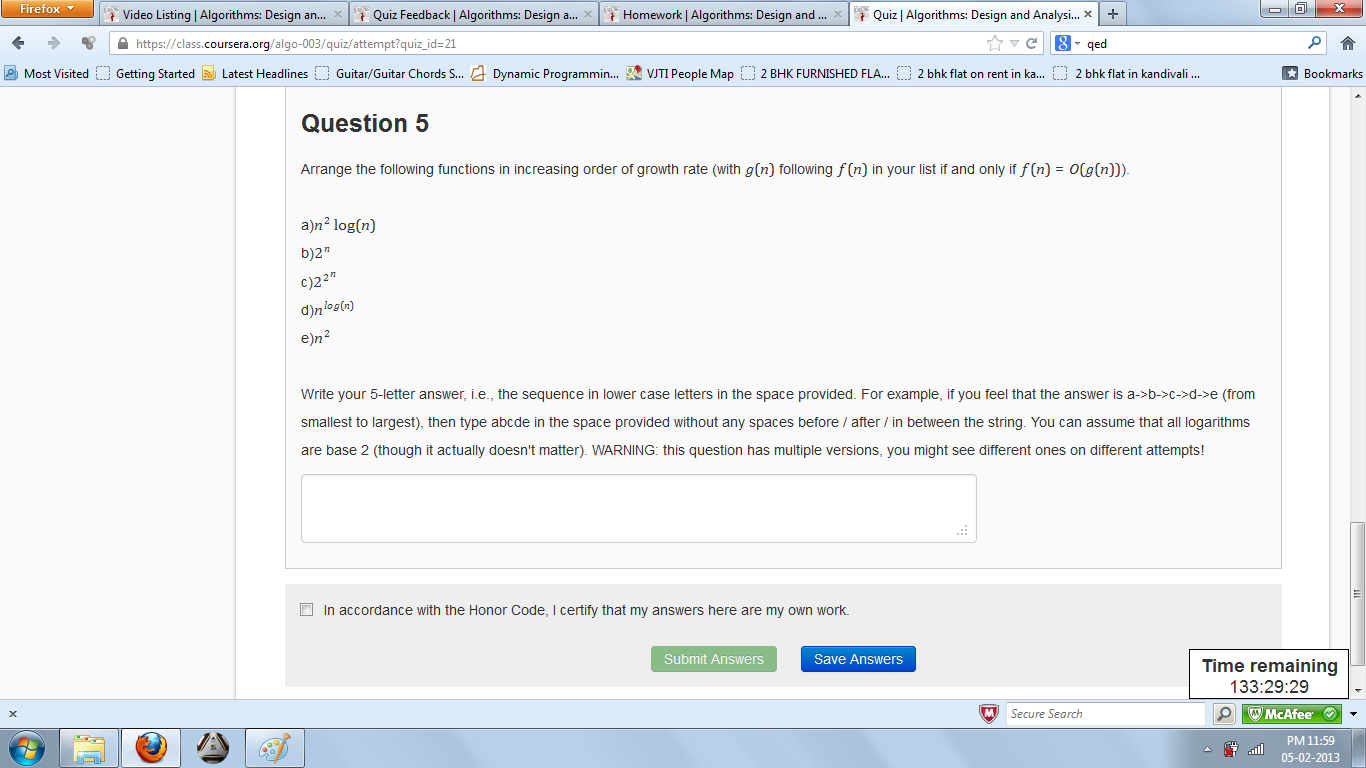 Firefox
Video Listing | Algorithms: Design an... ×
Quiz Feedback | Algorithms: Design a... ×
Homework | Algorithms: Design and ... ×
Quiz | Algorithms: Design and Analysi... ×
+
https://class.coursera.org/algo-003/quiz/attempt?quiz_id=21
qed
Most Visited
Getting Started
Latest Headlines
Guitar/Guitar Chords S...
Dynamic Programmin...
VJTI People Map
2 BHK FURNISHED FLA...
2 bhk flat on rent in ka...
2 bhk flat in kandivali ...
Bookmarks
Question 5
Arrange the following functions in increasing order of growth rate (with g(n) following f(n) in your list if and only if f(n) = O(g(n))).
a)n² log(n)
b)2ⁿ
c)2^2^n
d)n^log(n)
e)n²
Write your 5-letter answer, i.e., the sequence in lower case letters in the space provided. For example, if you feel that the answer is a->b->c->d->e (from
smallest to largest), then type abcde in the space provided without any spaces before / after / in between the string. You can assume that all logarithms
are base 2 (though it actually doesn't matter). WARNING: this question has multiple versions, you might see different ones on different attempts!
In accordance with the Honor Code, I certify that my answers here are my own work.
Submit Answers
Save Answers
Time remaining
133:29:29
×
Secure Search
McAfee
PM 11:59
05-02-2013